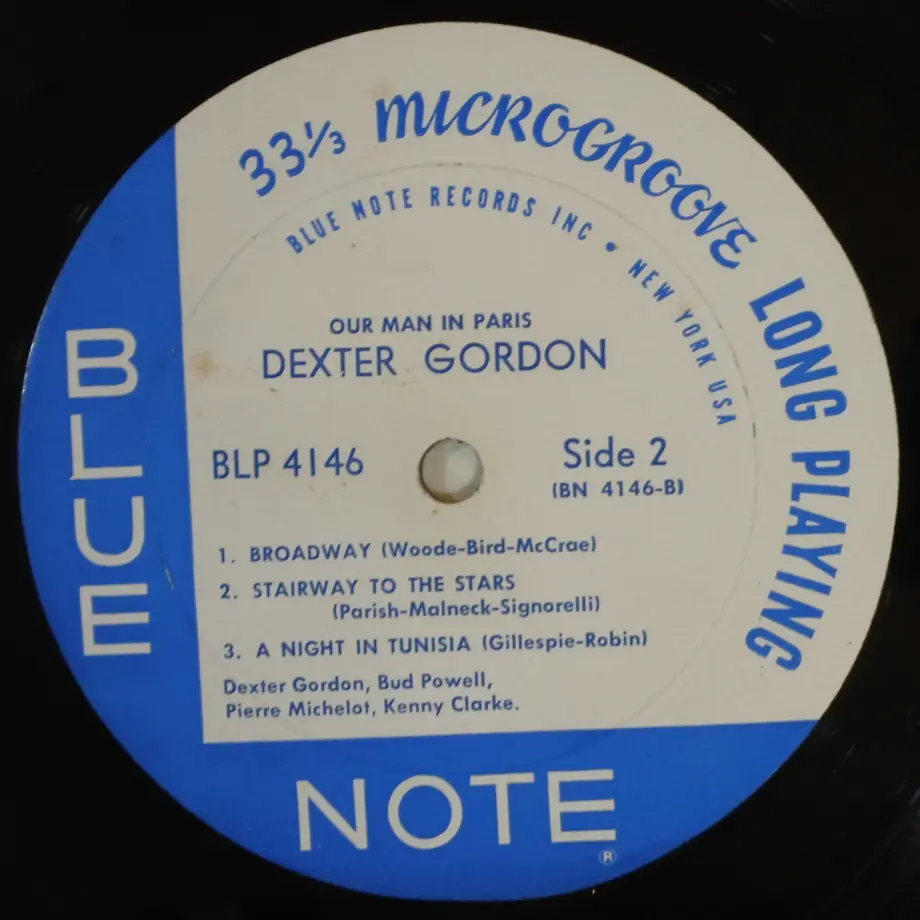 33⅓ MICROGROOVE LONG PLAYING
BLUE NOTE RECORDS INC • NEW YORK USA
OUR MAN IN PARIS
DEXTER GORDON
BLP 4146
Side 2
(BN 4146-B)
1. BROADWAY (Woode-Bird-McCrae)
2. STAIRWAY TO THE STARS
(Parish-Malneck-Signorelli)
3. A NIGHT IN TUNISIA (Gillespie-Robin)
Dexter Gordon, Bud Powell,
Pierre Michelot, Kenny Clarke.
BLUE
NOTE
®